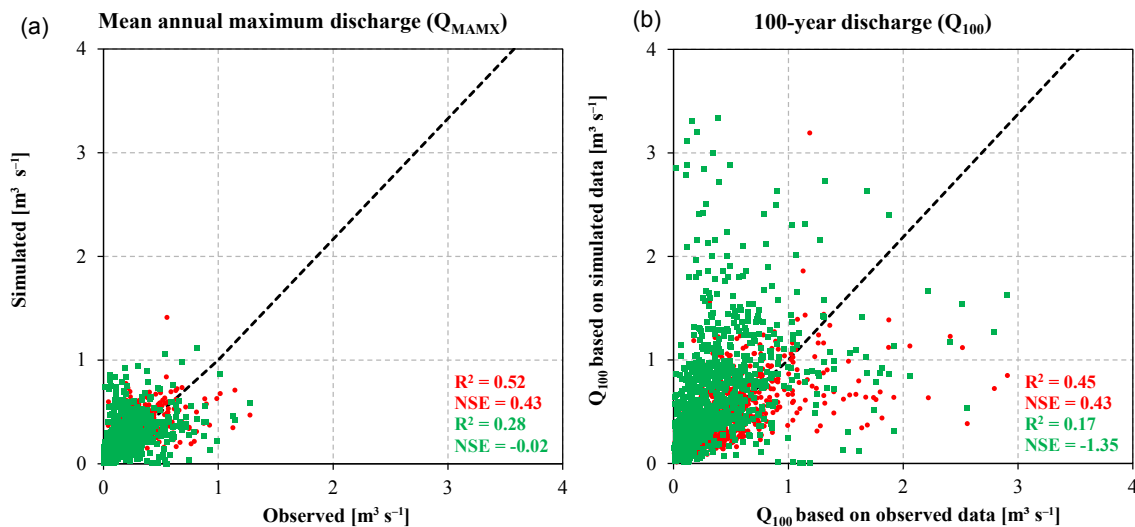 (a)
Mean annual maximum discharge (Q_MAMX)
Simulated [m³ s⁻¹]
4
3
2
1
0
R² = 0.52
NSE = 0.43
R² = 0.28
NSE = -0.02
0 1 2 3 4
Observed [m³ s⁻¹]
(b)
100-year discharge (Q₁₀₀)
Q₁₀₀ based on simulated data [m³ s⁻¹]
4
3
2
1
0
R² = 0.45
NSE = 0.43
R² = 0.17
NSE = -1.35
0 1 2 3 4
Q₁₀₀ based on observed data [m³ s⁻¹]